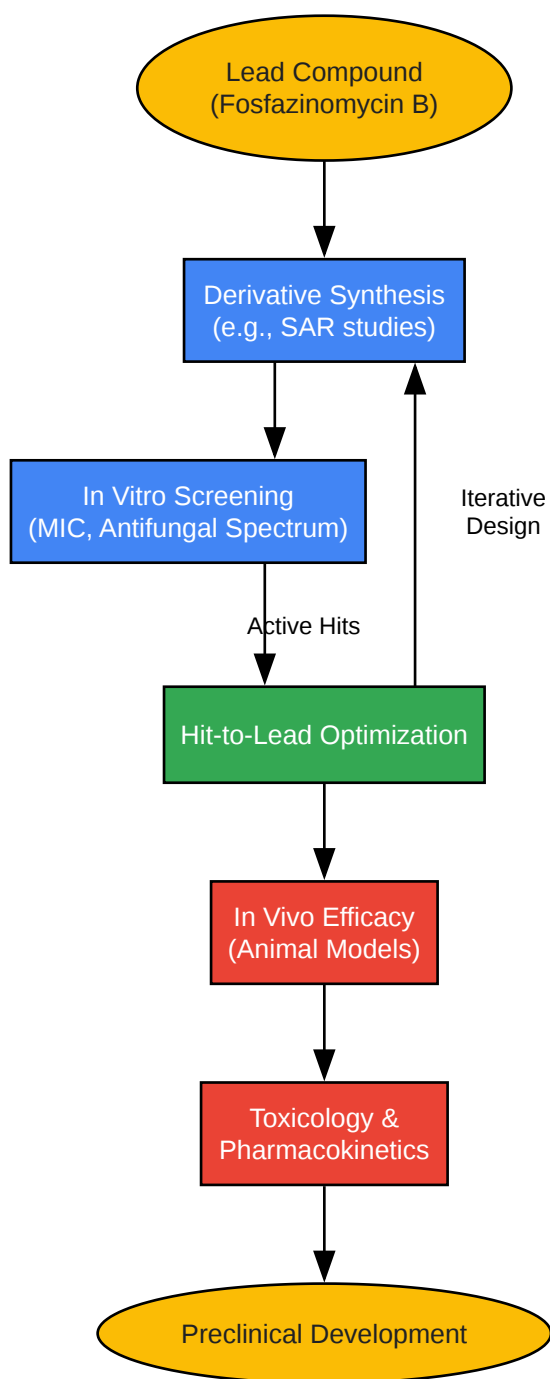 Lead Compound
(Fosfazinomycin B)
Derivative Synthesis
(e.g., SAR studies)
In Vitro Screening
(MIC, Antifungal Spectrum)
Iterative
Design
Active Hits
Hit-to-Lead Optimization
In Vivo Efficacy
(Animal Models)
Toxicology &
Pharmacokinetics
Preclinical Development